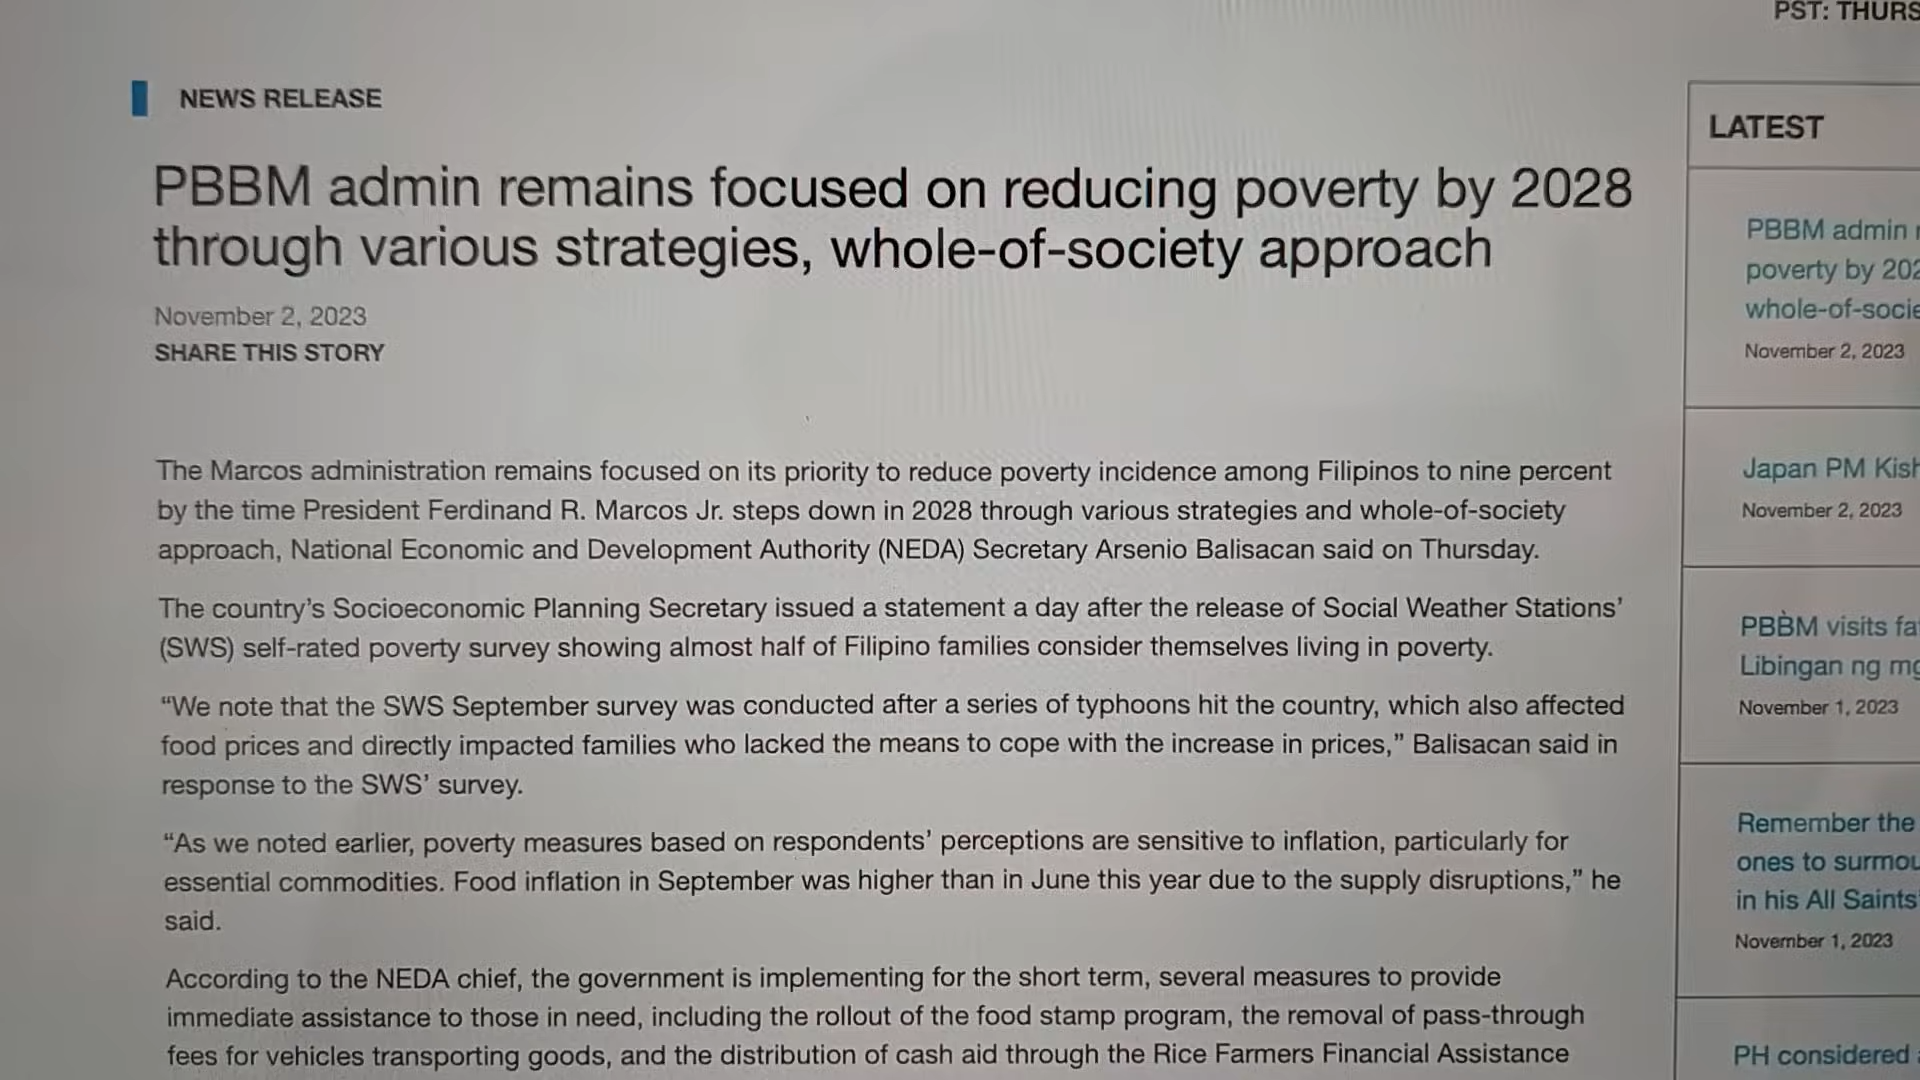 PST: THURS
NEWS RELEASE
PBBM admin remains focused on reducing poverty by 2028
through various strategies, whole-of-society approach
November 2, 2023
SHARE THIS STORY
The Marcos administration remains focused on its priority to reduce poverty incidence among Filipinos to nine percent
by the time President Ferdinand R. Marcos Jr. steps down in 2028 through various strategies and whole-of-society
approach, National Economic and Development Authority (NEDA) Secretary Arsenio Balisacan said on Thursday.
The country’s Socioeconomic Planning Secretary issued a statement a day after the release of Social Weather Stations’
(SWS) self-rated poverty survey showing almost half of Filipino families consider themselves living in poverty.
“We note that the SWS September survey was conducted after a series of typhoons hit the country, which also affected
food prices and directly impacted families who lacked the means to cope with the increase in prices,” Balisacan said in
response to the SWS’ survey.
“As we noted earlier, poverty measures based on respondents’ perceptions are sensitive to inflation, particularly for
essential commodities. Food inflation in September was higher than in June this year due to the supply disruptions,” he
said.
According to the NEDA chief, the government is implementing for the short term, several measures to provide
immediate assistance to those in need, including the rollout of the food stamp program, the removal of pass-through
fees for vehicles transporting goods, and the distribution of cash aid through the Rice Farmers Financial Assistance
LATEST
PBBM admin
poverty by 202
whole-of-socie
November 2, 2023
Japan PM Kish
November 2, 2023
PBBM visits fa
Libingan ng mg
November 1, 2023
Remember the
ones to surmou
in his All Saints
November 1, 2023
PH considered